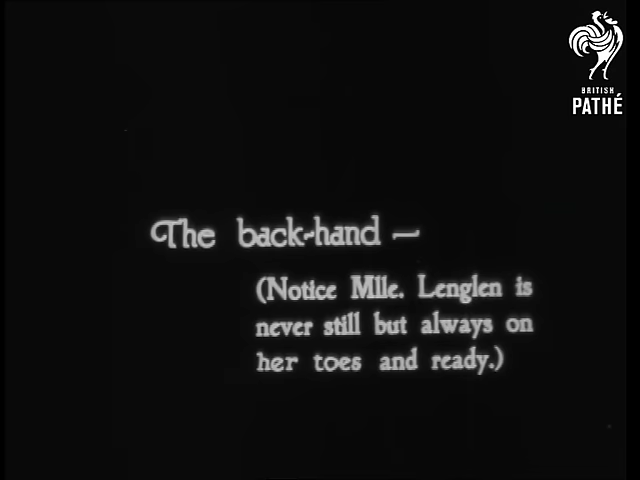 BRITISH
PATHÉ
The back-hand —
(Notice Mlle. Lenglen is
never still but always on
her toes and ready.)